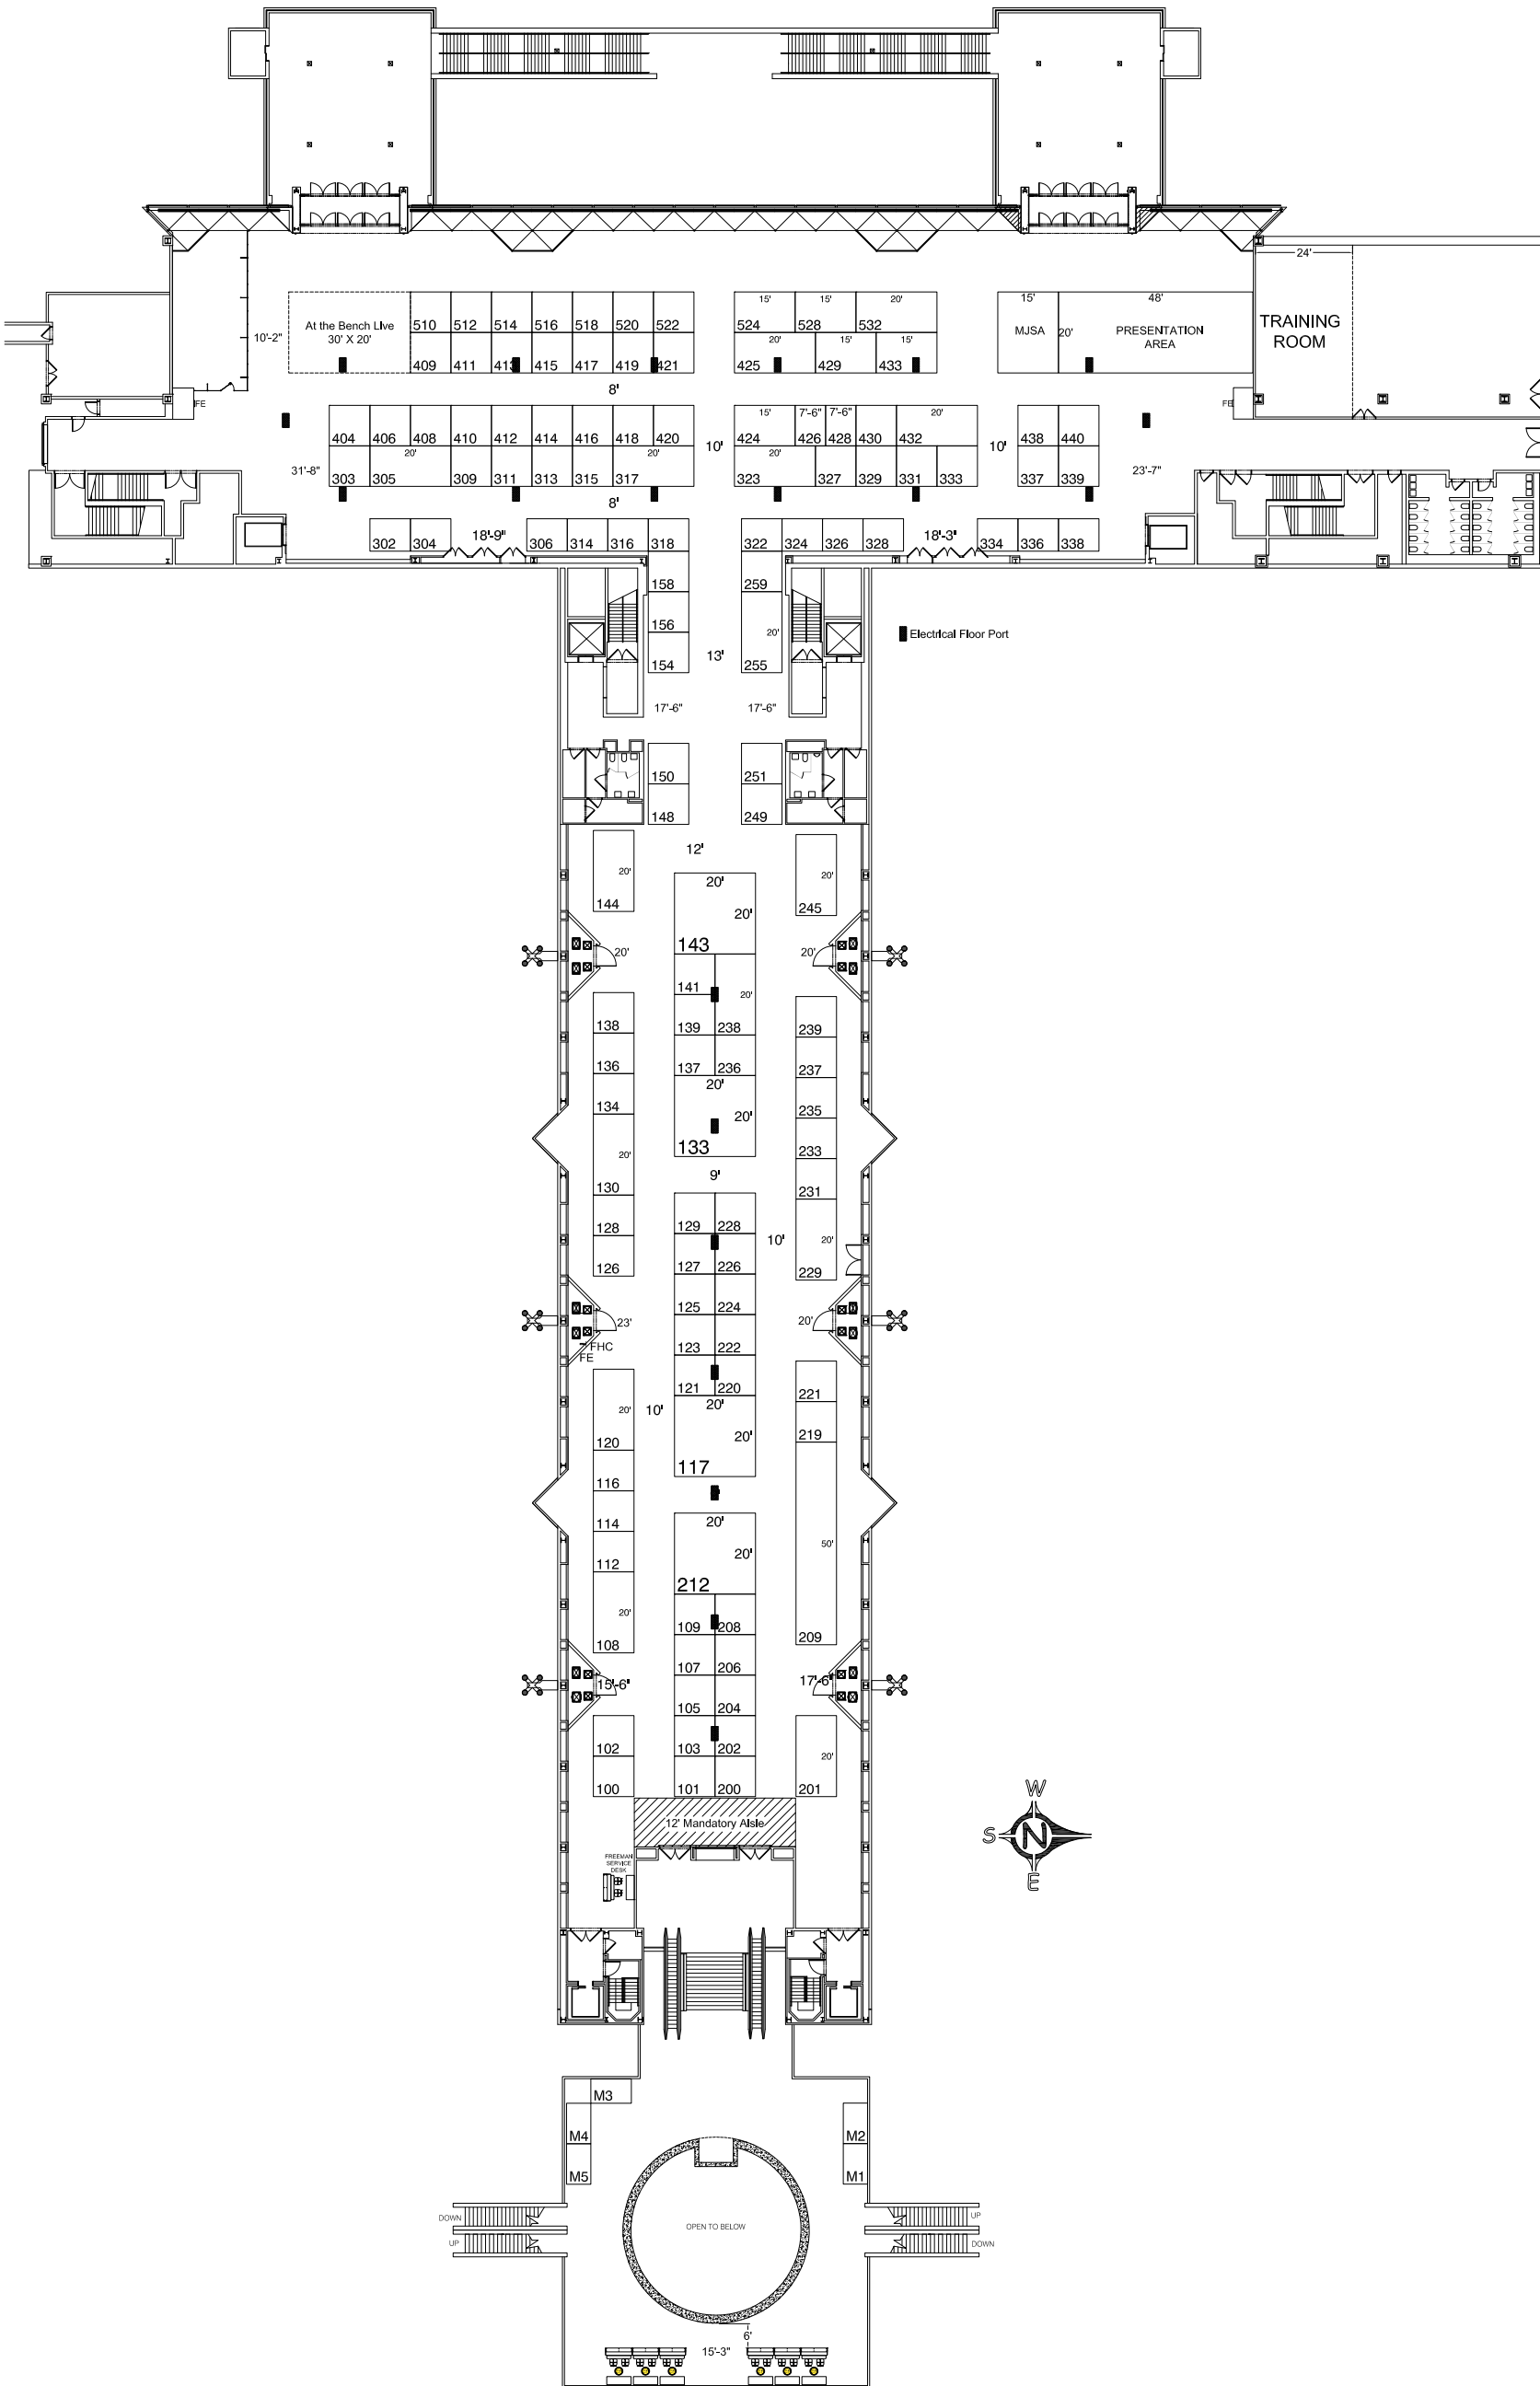 24'
15' 15' 20' 15' 48'
At the Bench Live
30' X 20'
510 512 514 516 518 520 522 524 528 532
10'-2"
MJSA 20' PRESENTATION
AREA
TRAINING
ROOM
20' 15' 15'
409 411 413 415 417 419 421 425 429 433
8'
FE FE
15' 7'-6" 7'-6" 20'
404 406 408 410 412 414 416 418 420 424 426 428 430 432 438 440
10' 10'
20' 20' 20'
31'-8" 23'-7"
303 305 309 311 313 315 317 323 327 329 331 333 337 339
8'
18'-9" 18'-3"
302 304 306 314 316 318 322 324 326 328 334 336 338
158 259
156
20'
Electrical Floor Port
13'
154 255
17'-6" 17'-6"
150 251
148 249
12'
20' 20' 20'
20'
144 245
143
20' 20'
141 20'
138 139 238 239
136 137 236 237
20'
134 20' 235
133 233
20'
9'
130 231
128 129 228
10' 20'
126 127 226 229
125 224
23' 20'
FHC
FE
123 222
121 220 221
20' 10' 20'
20'
120 219
117
116
114
20'
20' 50'
112
212
20'
109 208
108 209
107 206
15'-6" 17'-6"
105 204
102 103 202
20'
100 101 200 201
12' Mandatory Aisle
W
S N
E
FREEMAN
SERVICE
DESK
M3
M4 M2
M5 M1
DOWN UP
OPEN TO BELOW
UP DOWN
6'
15'-3"